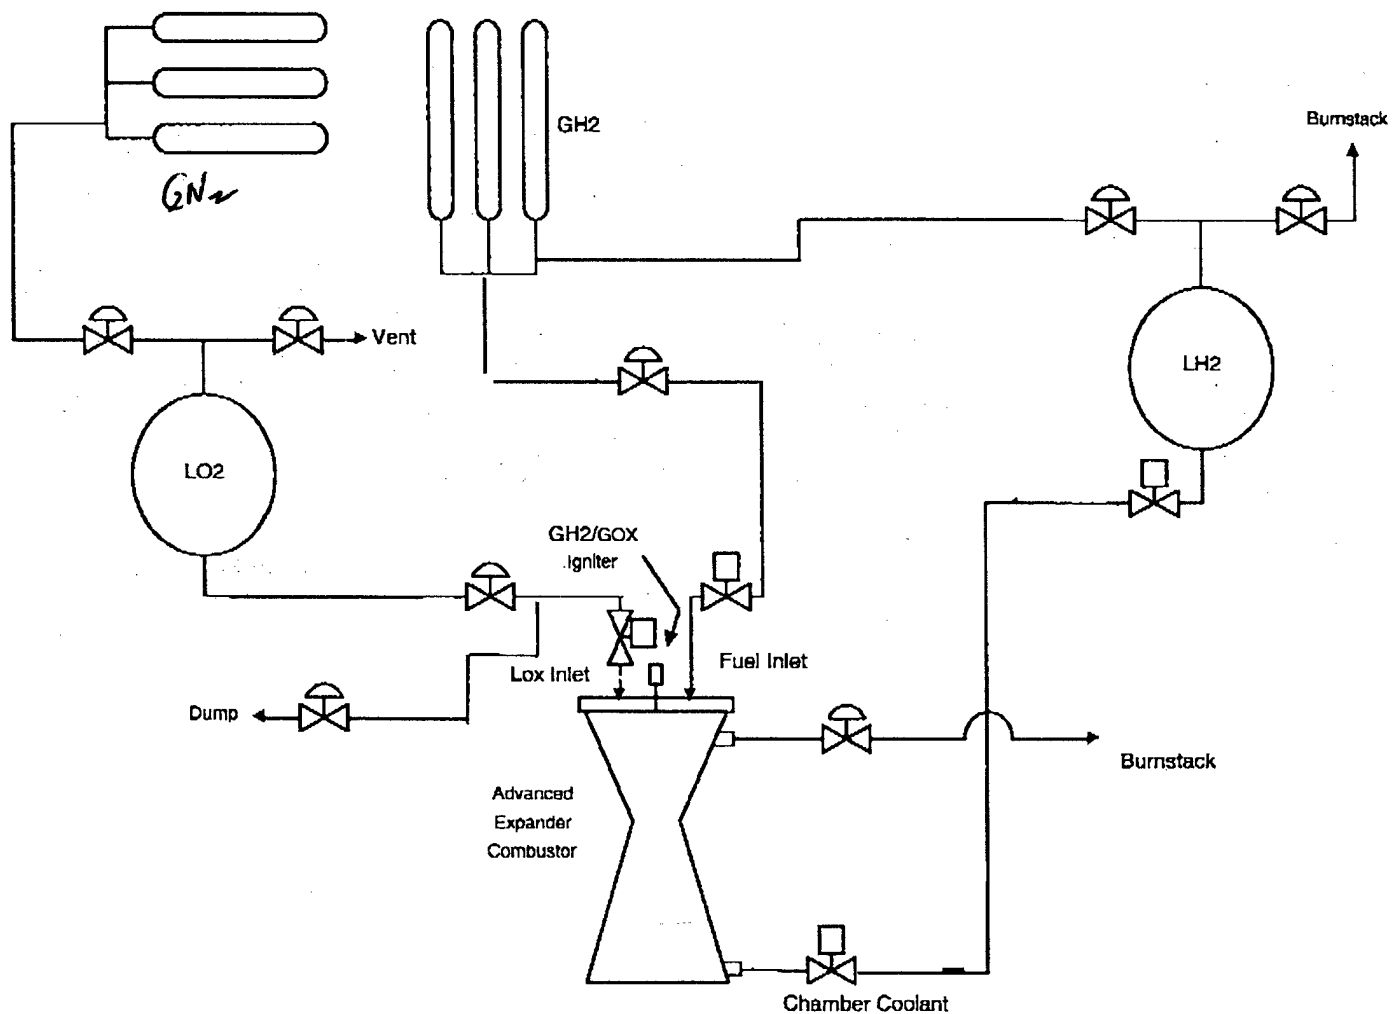 GN2
GH2
Burnstack
Vent
LO2
LH2
GH2/GOX
Igniter
Lox Inlet
Fuel Inlet
Dump
Burnstack
Advanced
Expander
Combustor
Chamber Coolant